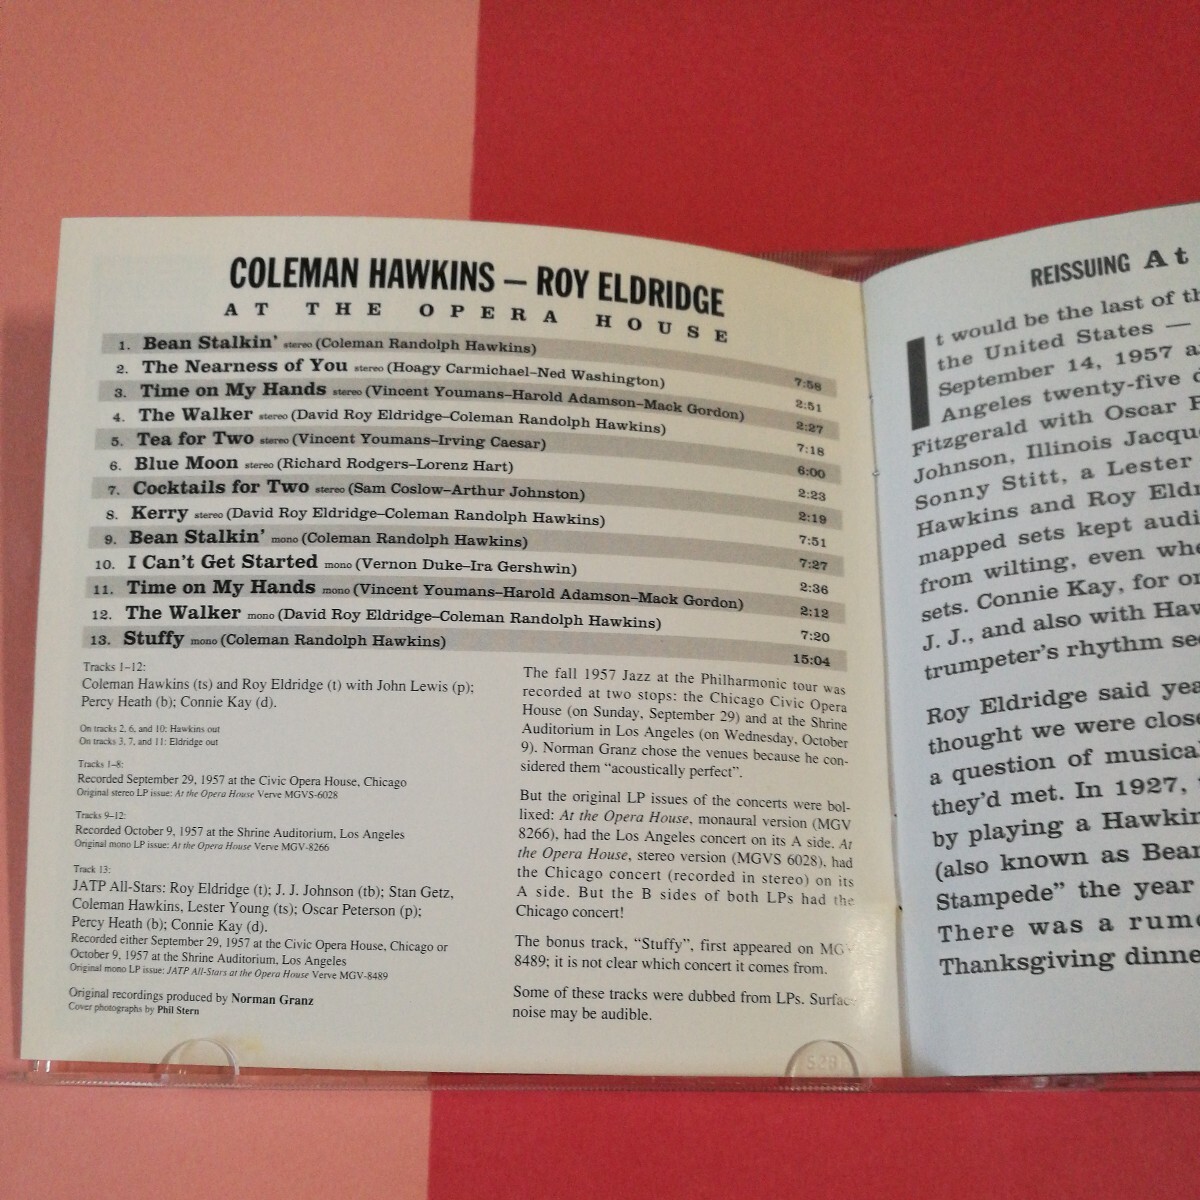 COLEMAN HAWKINS – ROY ELDRIDGE
AT THE OPERA HOUSE
1. Bean Stalkin' stereo (Coleman Randolph Hawkins) 7:58
2. The Nearness of You stereo (Hoagy Carmichael–Ned Washington) 2:51
3. Time on My Hands stereo (Vincent Youmans–Harold Adamson–Mack Gordon) 2:27
4. The Walker stereo (David Roy Eldridge–Coleman Randolph Hawkins) 7:18
5. Tea for Two stereo (Vincent Youmans–Irving Caesar) 6:00
6. Blue Moon stereo (Richard Rodgers–Lorenz Hart) 2:23
7. Cocktails for Two stereo (Sam Coslow–Arthur Johnston) 2:19
8. Kerry stereo (David Roy Eldridge–Coleman Randolph Hawkins) 7:51
9. Bean Stalkin' mono (Coleman Randolph Hawkins) 7:27
10. I Can't Get Started mono (Vernon Duke–Ira Gershwin) 2:36
11. Time on My Hands mono (Vincent Youmans–Harold Adamson–Mack Gordon) 2:12
12. The Walker mono (David Roy Eldridge–Coleman Randolph Hawkins) 7:20
13. Stuffy mono (Coleman Randolph Hawkins) 15:04
Tracks 1–12:
Coleman Hawkins (ts) and Roy Eldridge (t) with John Lewis (p);
Percy Heath (b); Connie Kay (d).
On tracks 2, 6, and 10: Hawkins out
On tracks 3, 7, and 11: Eldridge out
Tracks 1–8:
Recorded September 29, 1957 at the Civic Opera House, Chicago
Original stereo LP issue: At the Opera House Verve MGVS-6028
Tracks 9–12:
Recorded October 9, 1957 at the Shrine Auditorium, Los Angeles
Original mono LP issue: At the Opera House Verve MGV-8266
Track 13:
JATP All-Stars: Roy Eldridge (t); J. J. Johnson (tb); Stan Getz,
Coleman Hawkins, Lester Young (ts); Oscar Peterson (p);
Percy Heath (b); Connie Kay (d).
Recorded either September 29, 1957 at the Civic Opera House, Chicago or
October 9, 1957 at the Shrine Auditorium, Los Angeles
Original mono LP issue: JATP All-Stars at the Opera House Verve MGV-8489
Original recordings produced by Norman Granz
Cover photographs by Phil Stern
The fall 1957 Jazz at the Philharmonic tour was
recorded at two stops: the Chicago Civic Opera
House (on Sunday, September 29) and at the Shrine
Auditorium in Los Angeles (on Wednesday, October
9). Norman Granz chose the venues because he con-
sidered them “acoustically perfect”.
But the original LP issues of the concerts were bol-
lixed: At the Opera House, monaural version (MGV
8266), had the Los Angeles concert on its A side. At
the Opera House, stereo version (MGVS 6028), had
the Chicago concert (recorded in stereo) on its
A side. But the B sides of both LPs had the
Chicago concert!
The bonus track, “Stuffy”, first appeared on MG
8489; it is not clear which concert it comes from.
Some of these tracks were dubbed from LPs. Surfac
noise may be audible.
REISSUING At
It would be the last of th
the United States —
September 14, 1957 a
Angeles twenty-five d
Fitzgerald with Oscar P
Johnson, Illinois Jacqu
Sonny Stitt, a Lester
Hawkins and Roy Eldr
mapped sets kept audi
from wilting, even whe
sets. Connie Kay, for o
J. J., and also with Haw
trumpeter's rhythm se
Roy Eldridge said yea
thought we were close
a question of musical
they'd met. In 1927,
by playing a Hawkin
(also known as Bean
Stampede” the year
There was a rumo
Thanksgiving dinne